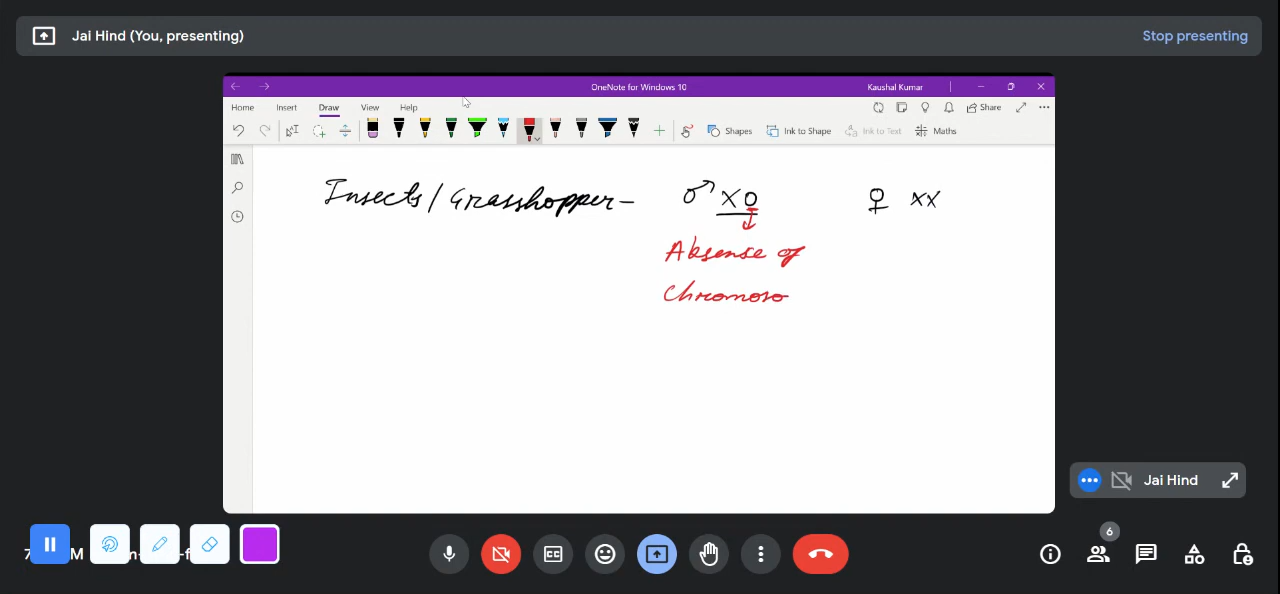 Jai Hind (You, presenting)
Stop presenting
OneNote for Windows 10
Kaushal Kumar
Home Insert Draw View Help
Share
Shapes Ink to Shape Ink to Text Maths
Insects/Grasshopper– ♂ XO ♀ XX
Absense of
Chromoso
Jai Hind
6
CC